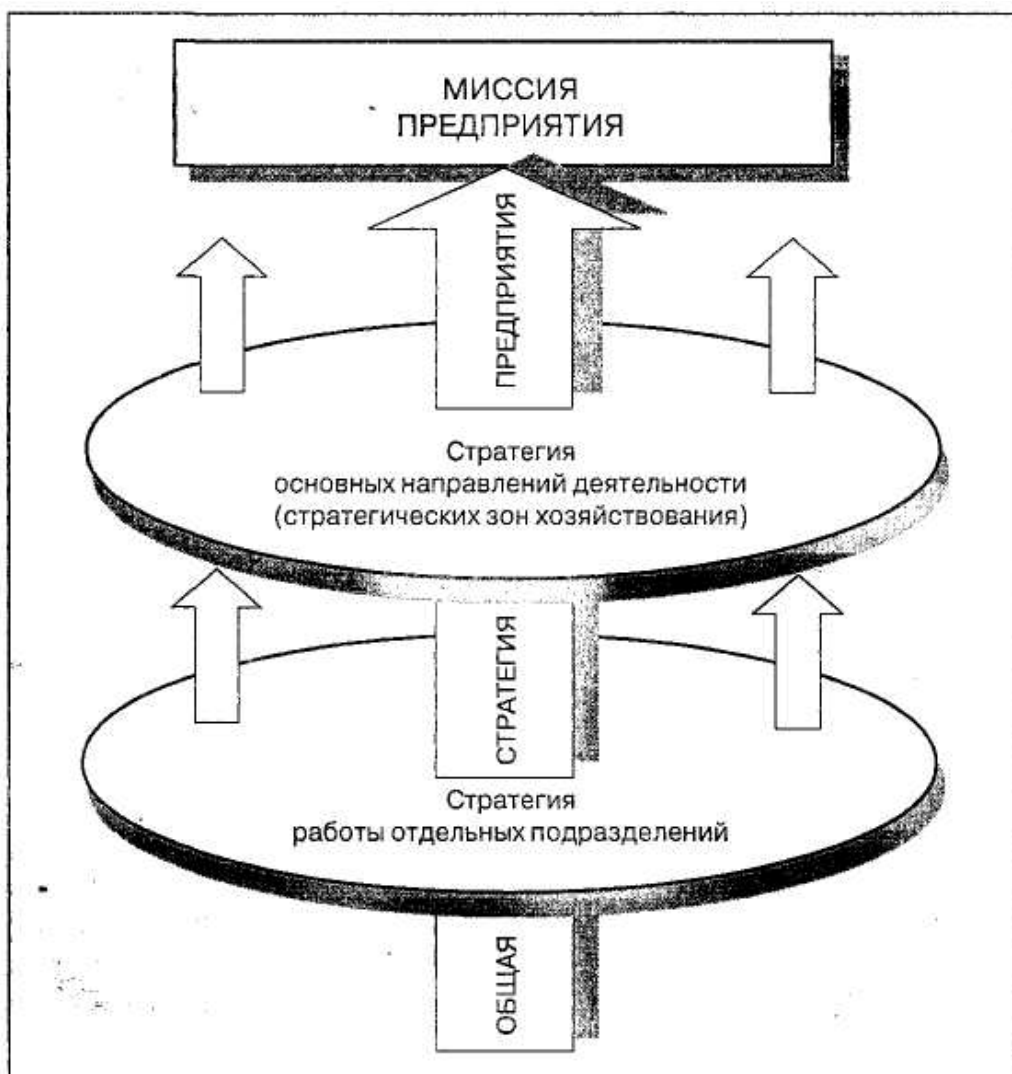 МИССИЯ
ПРЕДПРИЯТИЯ
ПРЕДПРИЯТИЯ
Стратегия
основных направлений деятельности
(стратегических зон хозяйствования)
СТРАТЕГИЯ
Стратегия
работы отдельных подразделений
ОБЩАЯ